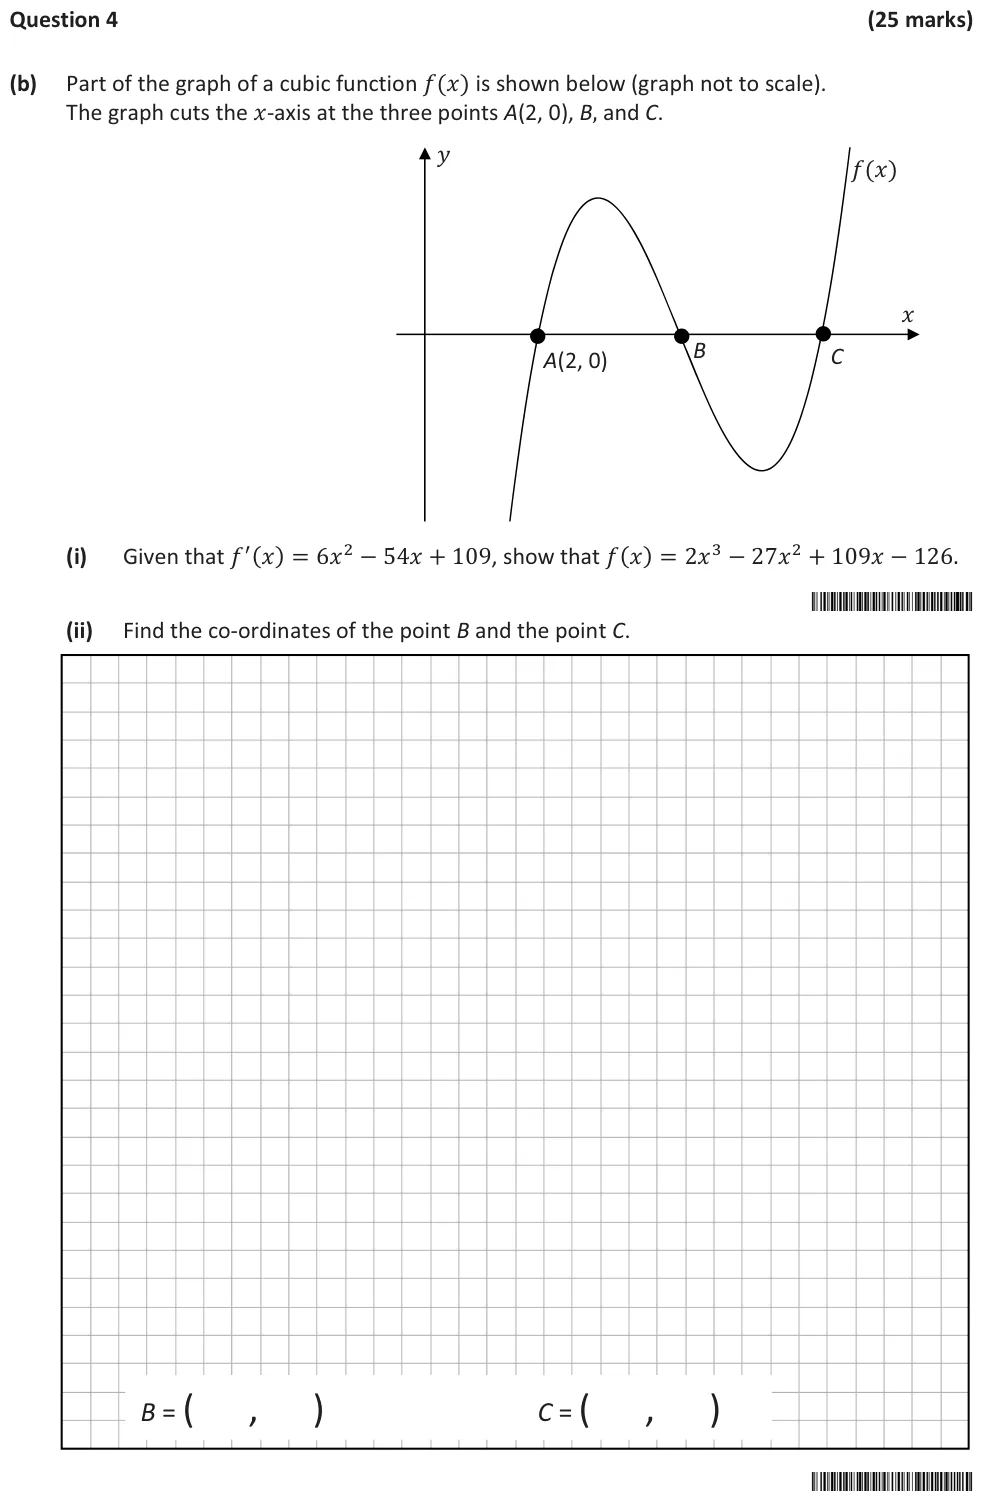 Question 4 (25 marks)
(b) Part of the graph of a cubic function f(x) is shown below (graph not to scale).
The graph cuts the x-axis at the three points A(2, 0), B, and C.
y
f(x)
x
A(2, 0)
B
C
(i) Given that f′(x) = 6x² − 54x + 109, show that f(x) = 2x³ − 27x² + 109x − 126.
(ii) Find the co-ordinates of the point B and the point C.
B = ( , ) C = ( , )